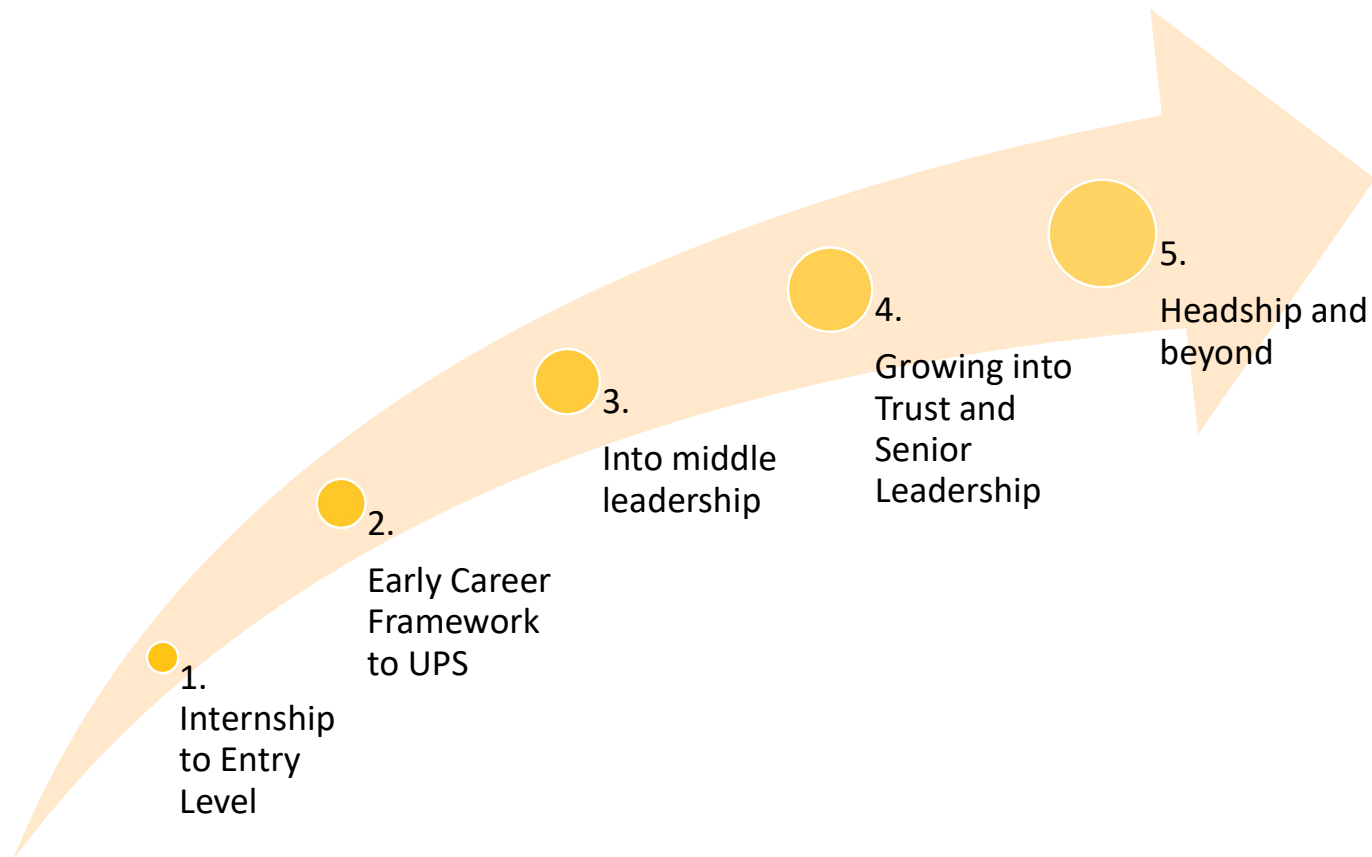 1.
Internship
to Entry
Level
2.
Early Career
Framework
to UPS
3.
Into middle
leadership
4.
Growing into
Trust and
Senior
Leadership
5.
Headship and
beyond